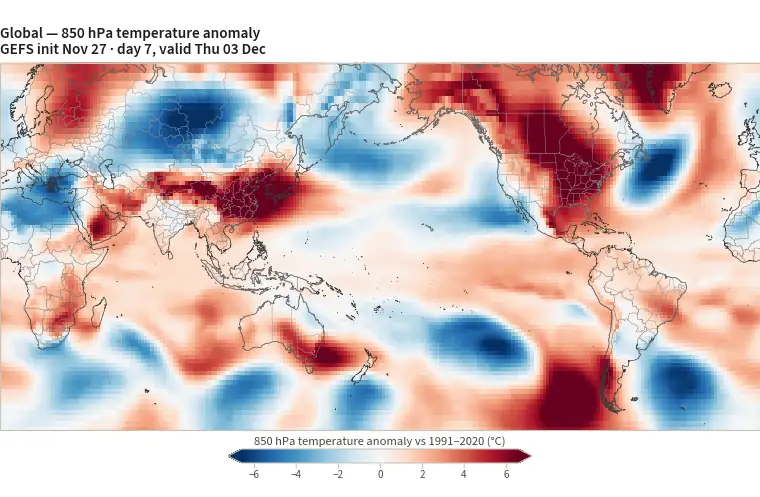 Global — 850 hPa temperature anomaly
GEFS init Nov 27 · day 7, valid Thu 03 Dec
850 hPa temperature anomaly vs 1991–2020 (°C)
−6 −4 −2 0 2 4 6